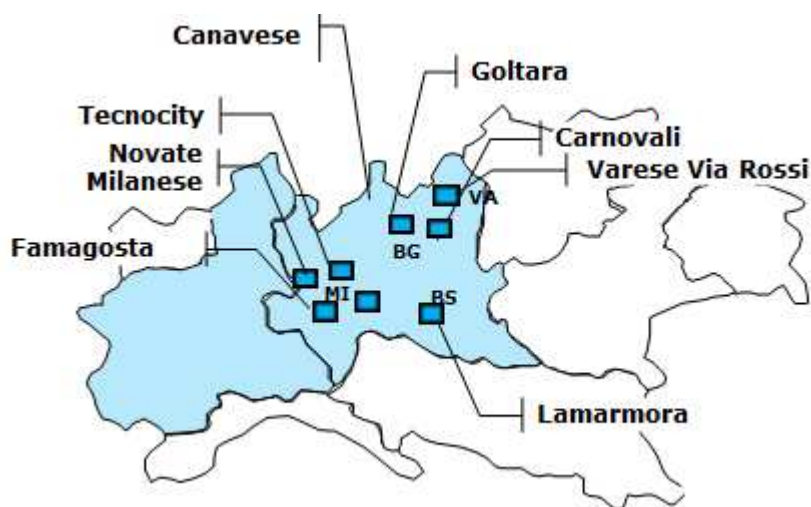 Canavese
Goltara
Tecnocity
Carnovali
Novate
Milanese
Varese Via Rossi
VA
Famagosta
BG
MI
BS
Lamarmora